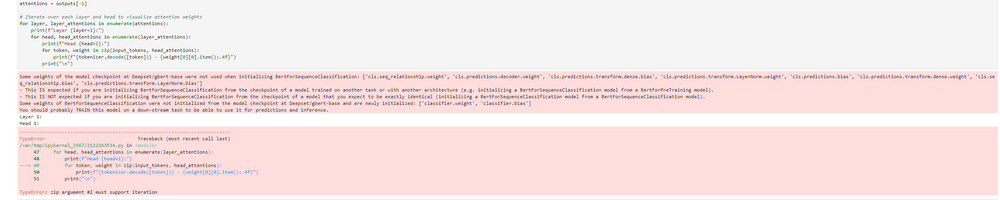 attentions = outputs[-1]
# Iterate over each layer and head to visualize attention weights
for layer, layer_attentions in enumerate(attentions):
    print(f"Layer {layer+1}:")
    for head, head_attentions in enumerate(layer_attentions):
        print(f"Head {head+1}:")
        for token, weight in zip(input_tokens, head_attentions):
            print(f"{tokenizer.decode([token])} - {weight[0][0].item():.4f}")
        print("\n")
Some weights of the model checkpoint at Deepset/gbert-base were not used when initializing BertForSequenceClassification: ['cls.seq_relationship.weight', 'cls.predictions.decoder.weight', 'cls.predictions.transform.dense.bias', 'cls.predictions.transform.LayerNorm.weight', 'cls.predictions.bias', 'cls.predictions.transform.dense.weight', 'cls.se
q_relationship.bias', 'cls.predictions.transform.LayerNorm.bias']
- This IS expected if you are initializing BertForSequenceClassification from the checkpoint of a model trained on another task or with another architecture (e.g. initializing a BertForSequenceClassification model from a BertForPreTraining model).
- This IS NOT expected if you are initializing BertForSequenceClassification from the checkpoint of a model that you expect to be exactly identical (initializing a BertForSequenceClassification model from a BertForSequenceClassification model).
Some weights of BertForSequenceClassification were not initialized from the model checkpoint at Deepset/gbert-base and are newly initialized: ['classifier.weight', 'classifier.bias']
You should probably TRAIN this model on a down-stream task to be able to use it for predictions and inference.
Layer 1:
Head 1:
---------------------------------------------------------------------------
TypeError                                 Traceback (most recent call last)
/var/tmp/ipykernel_3567/2122263534.py in <module>
     47     for head, head_attentions in enumerate(layer_attentions):
     48         print(f"Head {head+1}:")
---> 49         for token, weight in zip(input_tokens, head_attentions):
     50             print(f"{tokenizer.decode([token])} - {weight[0][0].item():.4f}")
     51         print("\n")
TypeError: zip argument #2 must support iteration